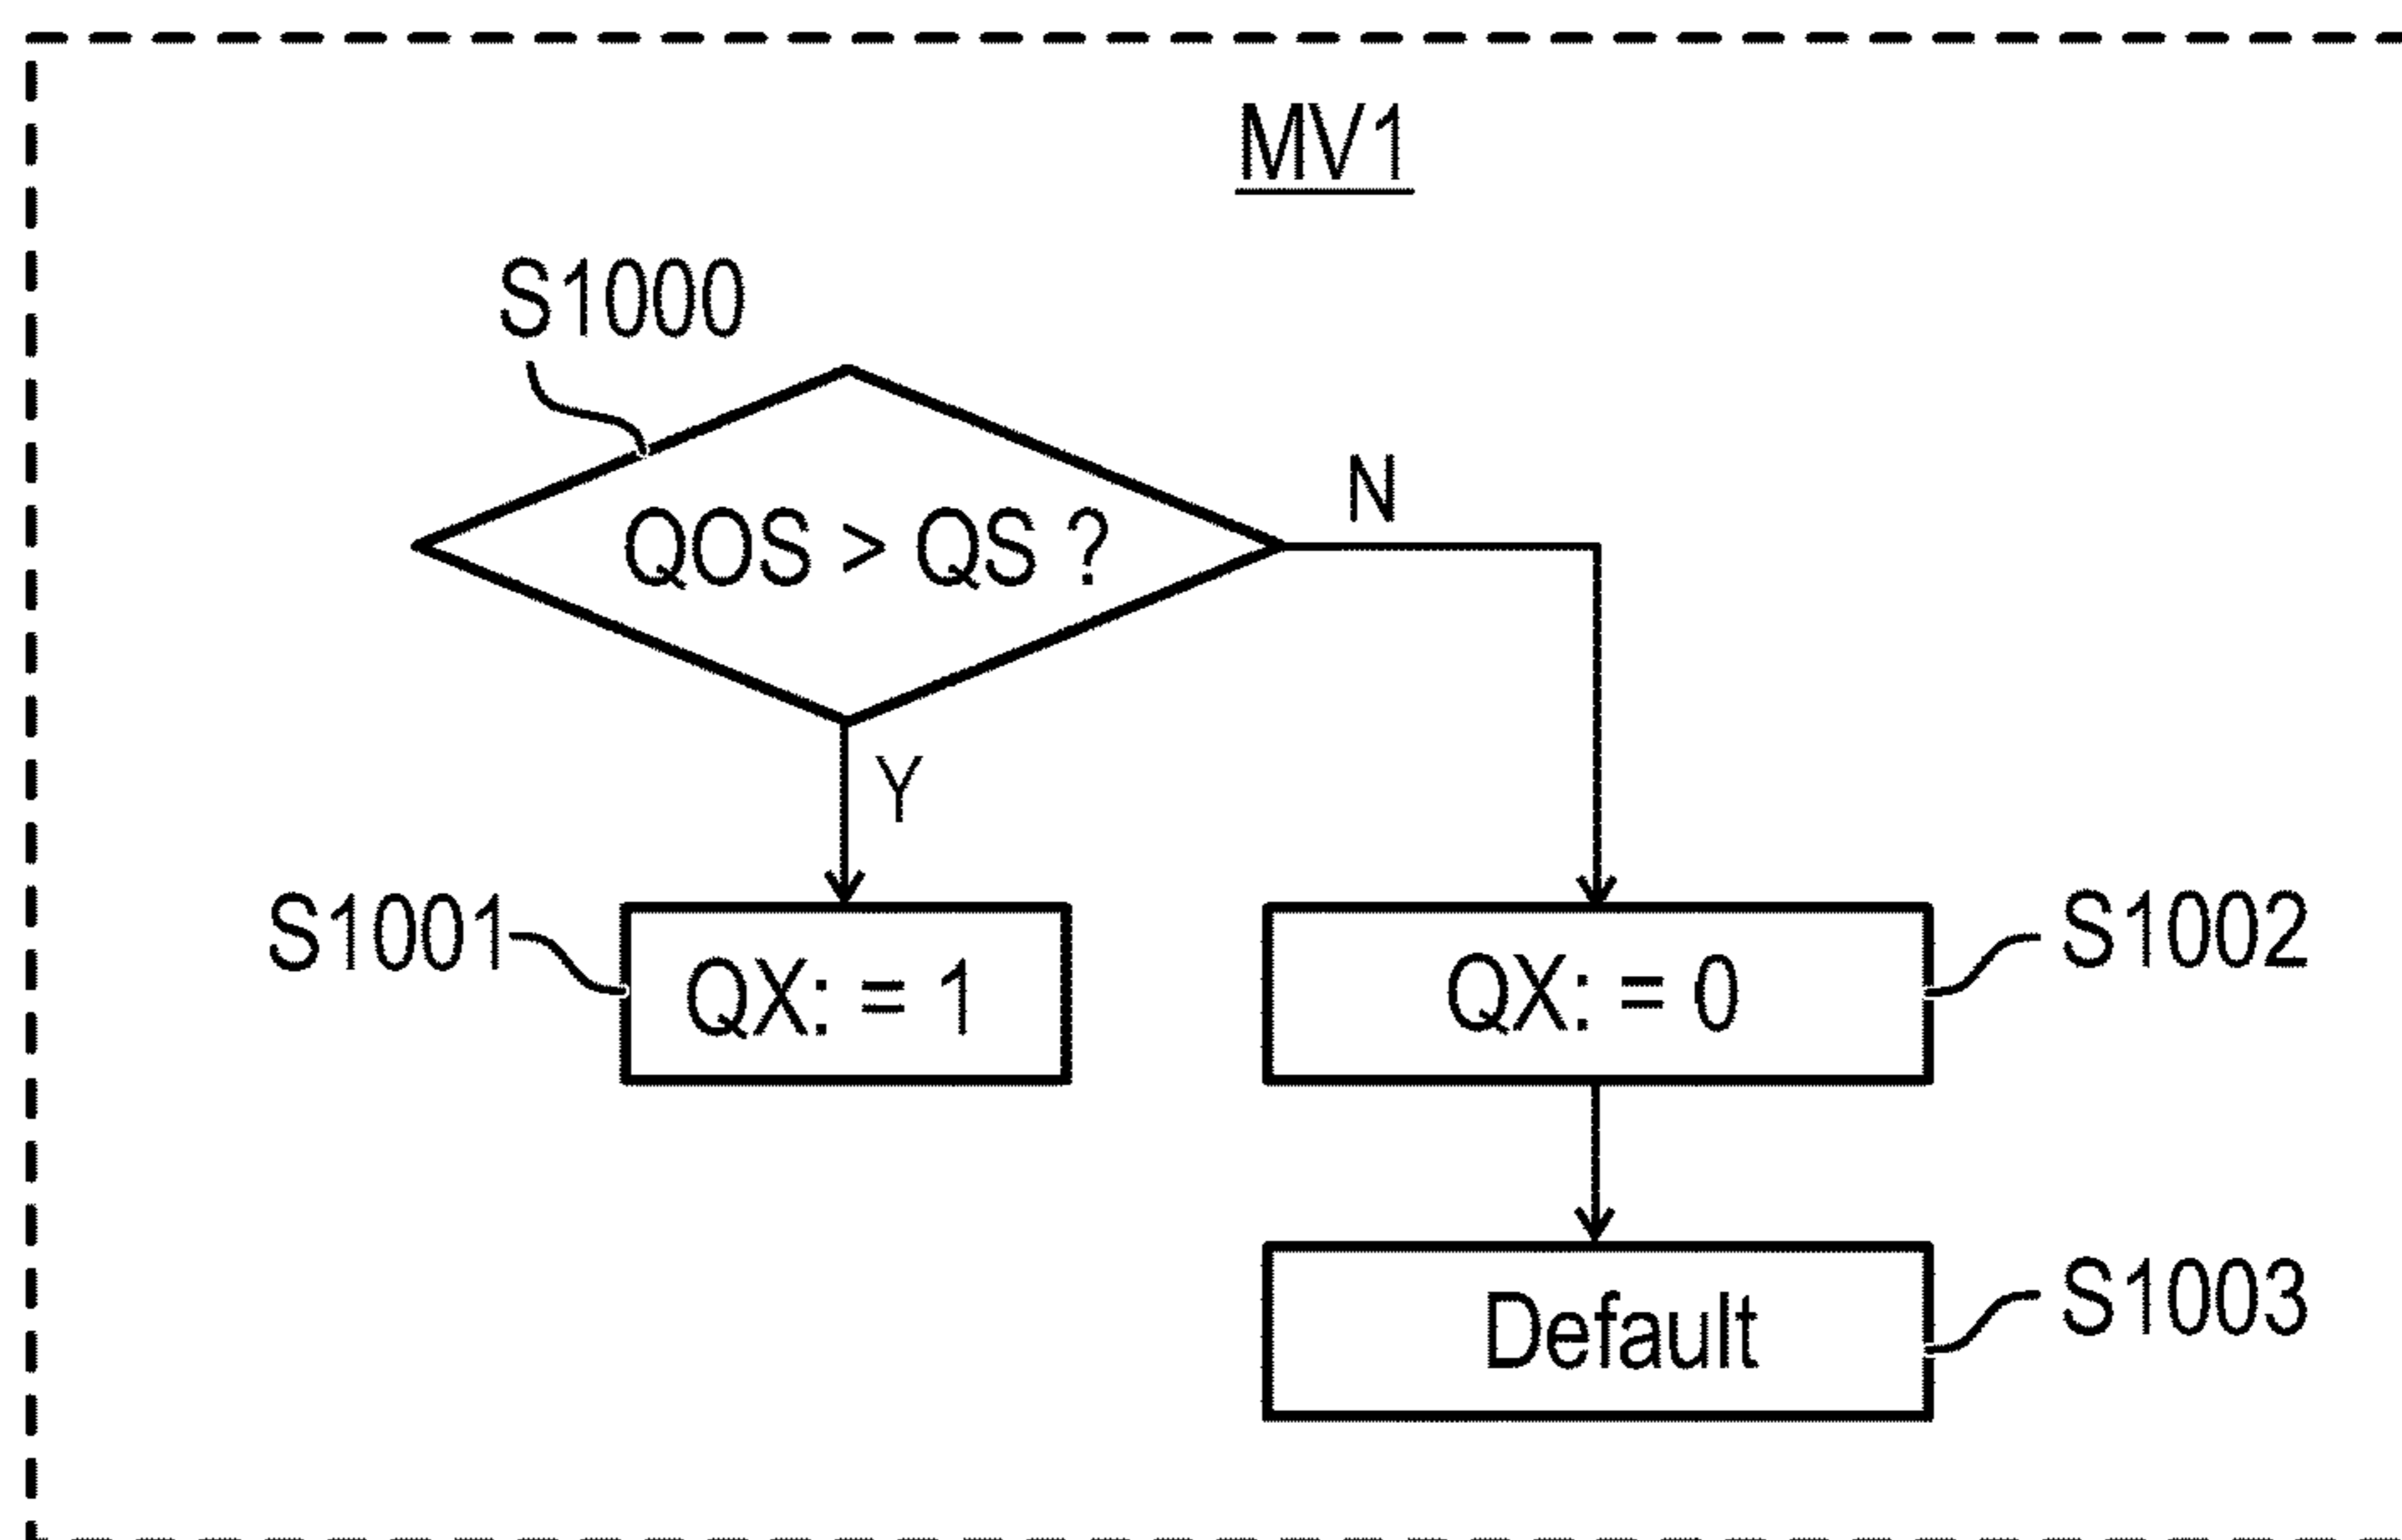 MV1
S1000
QOS > QS ?
N
Y
S1001
QX: = 1
QX: = 0
S1002
Default
S1003